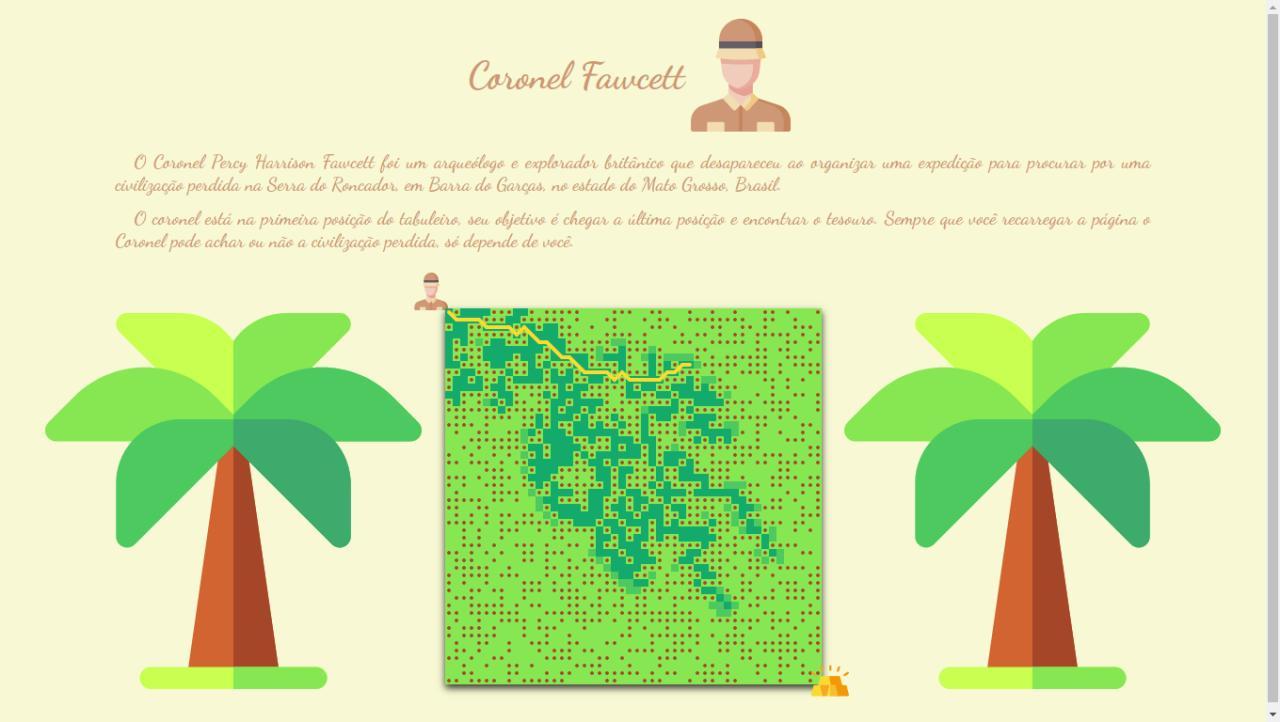 Coronel Fawcett
O Coronel Percy Harrison Fawcett foi um arqueólogo e explorador britânico que desapareceu ao organizar uma expedição para procurar por uma
civilização perdida na Serra do Roncador, em Barra do Garças, no estado do Mato Grosso, Brasil.
O coronel está na primeira posição do tabuleiro, seu objetivo é chegar a última posição e encontrar o tesouro. Sempre que você recarregar a página o
Coronel pode achar ou não a civilização perdida, só depende de você.